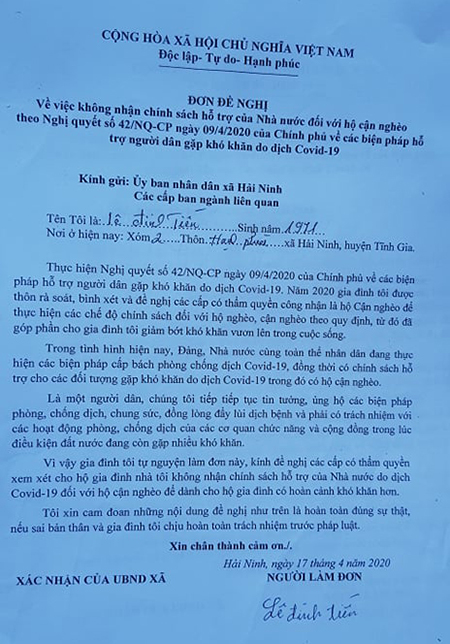 CỘNG HÒA XÃ HỘI CHỦ NGHĨA VIỆT NAM
Độc lập- Tự do- Hạnh phúc
ĐƠN ĐỀ NGHỊ
Về việc không nhận chính sách hỗ trợ của Nhà nước đối với hộ cận nghèo
theo Nghị quyết số 42/NQ-CP ngày 09/4/2020 của Chính phủ về các biện pháp hỗ
trợ người dân gặp khó khăn do dịch Covid-19
Kính gửi: Ủy ban nhân dân xã Hải Ninh
Các cấp ban ngành liên quan
Tên Tôi là: Lê đình Tiến Sinh năm 1971
Nơi ở hiện nay: Xóm 2 Thôn Hạnh phúc xã Hải Ninh, huyện Tĩnh Gia.
Thực hiện Nghị quyết số 42/NQ-CP ngày 09/4/2020 của Chính phủ về các biện
pháp hỗ trợ người dân gặp khó khăn do dịch Covid-19. Năm 2020 gia đình tôi được
thôn rà soát, bình xét và đề nghị các cấp có thẩm quyền công nhận là hộ Cận nghèo để
thực hiện các chế độ chính sách đối với hộ nghèo, cận nghèo theo quy định, từ đó đã
góp phần cho gia đình tôi giảm bớt khó khăn vươn lên trong cuộc sống.
Trong tình hình hiện nay, Đảng, Nhà nước cùng toàn thể nhân dân đang thực
hiện các biện pháp cấp bách phòng chống dịch Covid-19, đồng thời có chính sách hỗ
trợ cho các đối tượng gặp khó khăn do dịch Covid-19 trong đó có hộ cận nghèo.
Là một người dân, chúng tôi tiếp tiếp tục tin tưởng, ủng hộ các biện pháp
phòng, chống dịch, chung sức, đồng lòng đẩy lùi dịch bệnh và phải có trách nhiệm với
các hoạt động phòng, chống dịch của các cơ quan chức năng và cộng đồng trong lúc
điều kiện đất nước đang còn gặp nhiều khó khăn.
Vì vậy gia đình tôi tự nguyện làm đơn này, kính đề nghị các cấp có thẩm quyền
xem xét cho hộ gia đình nhà tôi không nhận chính sách hỗ trợ của Nhà nước do dịch
Covid-19 đối với hộ cận nghèo để dành cho hộ gia đình có hoàn cảnh khó khăn hơn.
Tôi xin cam đoan những nội dung đề nghị như trên là hoàn toàn đúng sự thật,
nếu sai bản thân và gia đình tôi chịu hoàn toàn trách nhiệm trước pháp luật.
Xin chân thành cảm ơn./.
Hải Ninh, ngày 17 tháng 4 năm 2020
XÁC NHẬN CỦA UBND XÃ NGƯỜI LÀM ĐƠN
Lê đình tiến